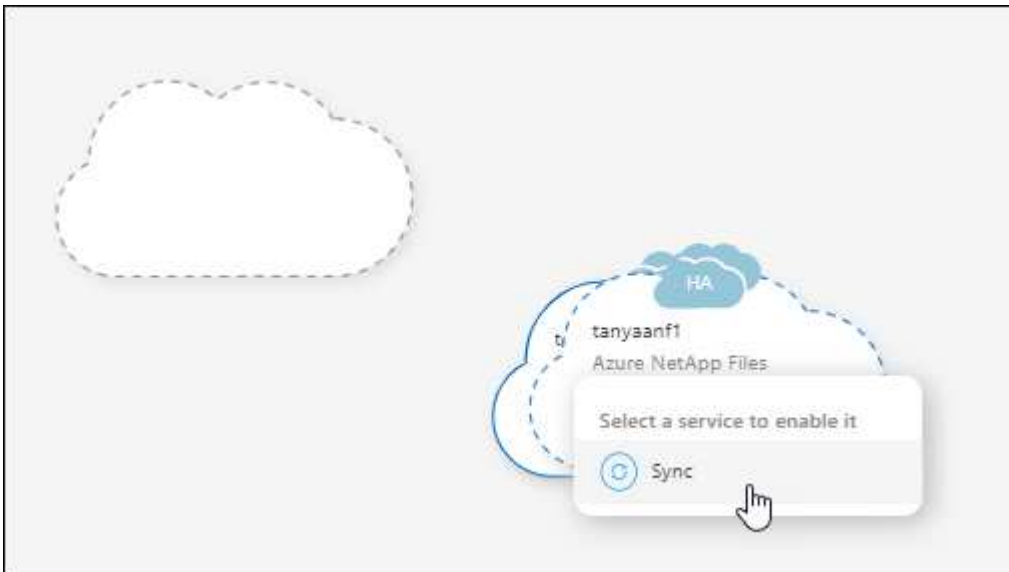 HA
tanyaanf1
Azure NetApp Files
Select a service to enable it
Sync